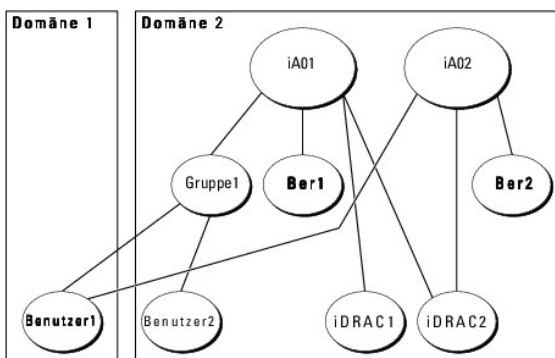 Domäne 1
Domäne 2
iA01
iA02
Gruppe1
Ber1
Ber2
Benutzer1
Benutzer2
iDRAC1
iDRAC2